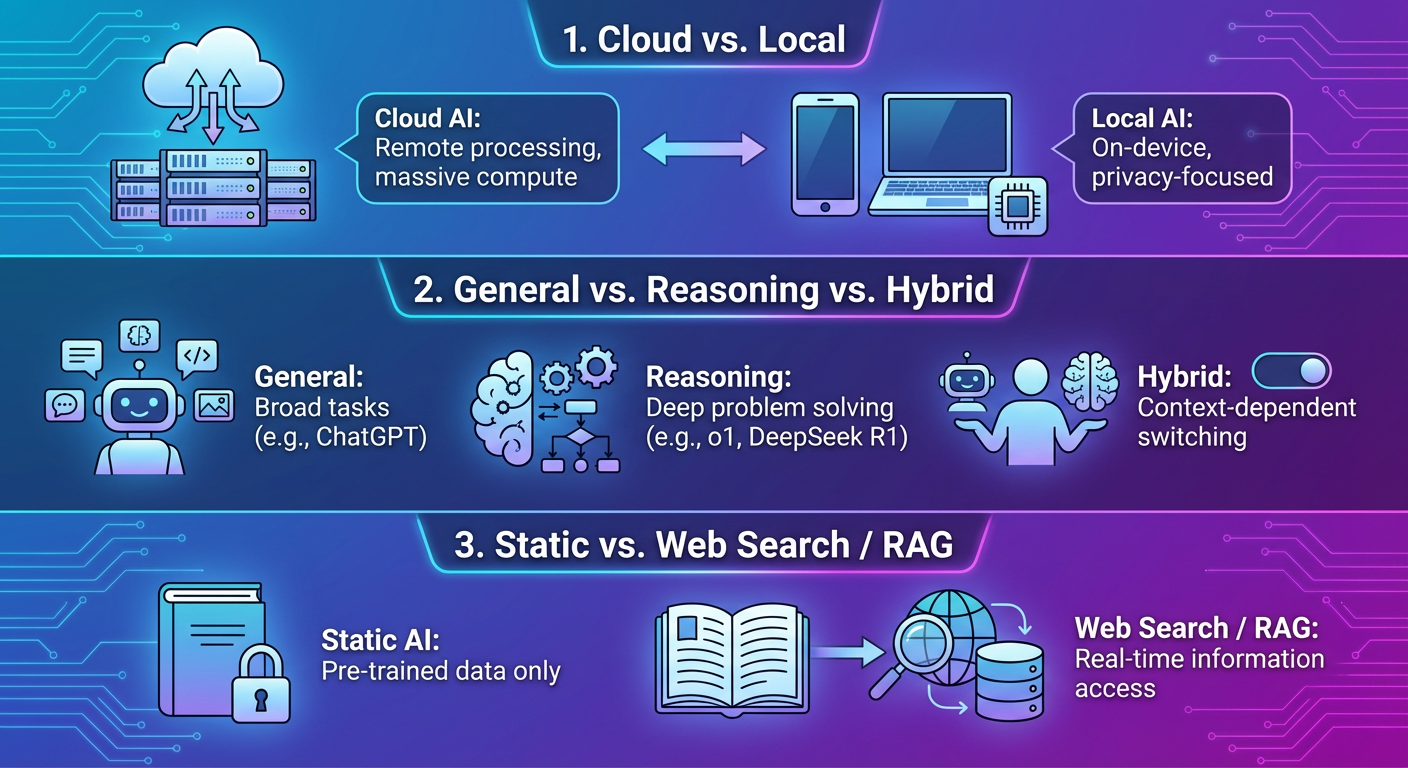 1. Cloud vs. Local
Cloud AI:
Remote processing,
massive compute
Local AI:
On-device,
privacy-focused
2. General vs. Reasoning vs. Hybrid
General:
Broad tasks
(e.g., ChatGPT)
Reasoning:
Deep problem solving
(e.g., o1, DeepSeek R1)
Hybrid:
Context-dependent
switching
3. Static vs. Web Search / RAG
Static AI:
Pre-trained data only
Web Search / RAG:
Real-time information
access